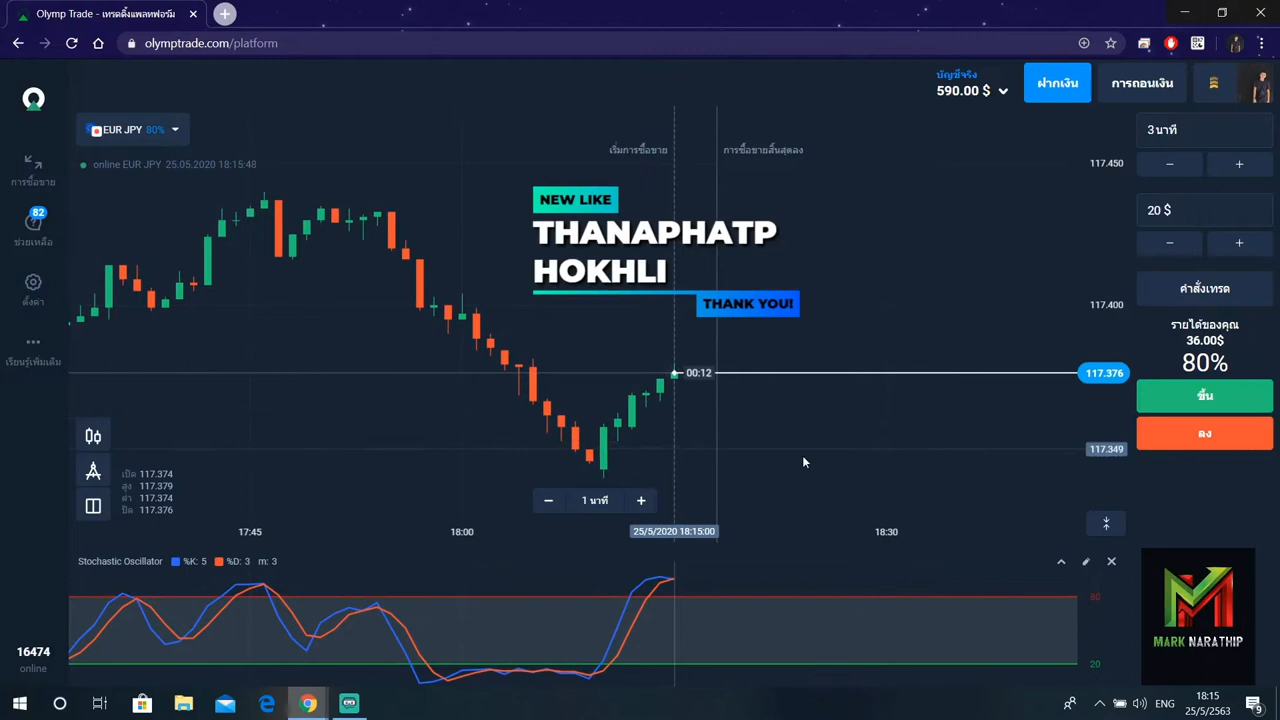 Olymp Trade - เทรดดิ้งแพลทฟอร์ม
olymptrade.com/platform
บัญชีจริง
590.00 $
ฝากเงิน
การถอนเงิน
EUR JPY 80%
online EUR JPY 25.05.2020 18:15:48
เริ่มการซื้อขาย
การซื้อขายสิ้นสุดลง
การซื้อขาย
82
ช่วยเหลือ
ตั้งค่า
เรียนรู้เพิ่มเติม
NEW LIKE
THANAPHATP
HOKHLI
THANK YOU!
117.450
117.400
00:12
117.376
117.349
3 นาที
20 $
คำสั่งเทรด
รายได้ของคุณ
36.00$
80%
ขึ้น
ลง
เปิด 117.374
สูง 117.379
ต่ำ 117.374
ปิด 117.376
1 นาที
17:45
18:00
25/5/2020 18:15:00
18:30
Stochastic Oscillator %K: 5 %D: 3 m: 3
80
20
16474
online
MARK NARATHIP
ENG
18:15
25/5/2563
9